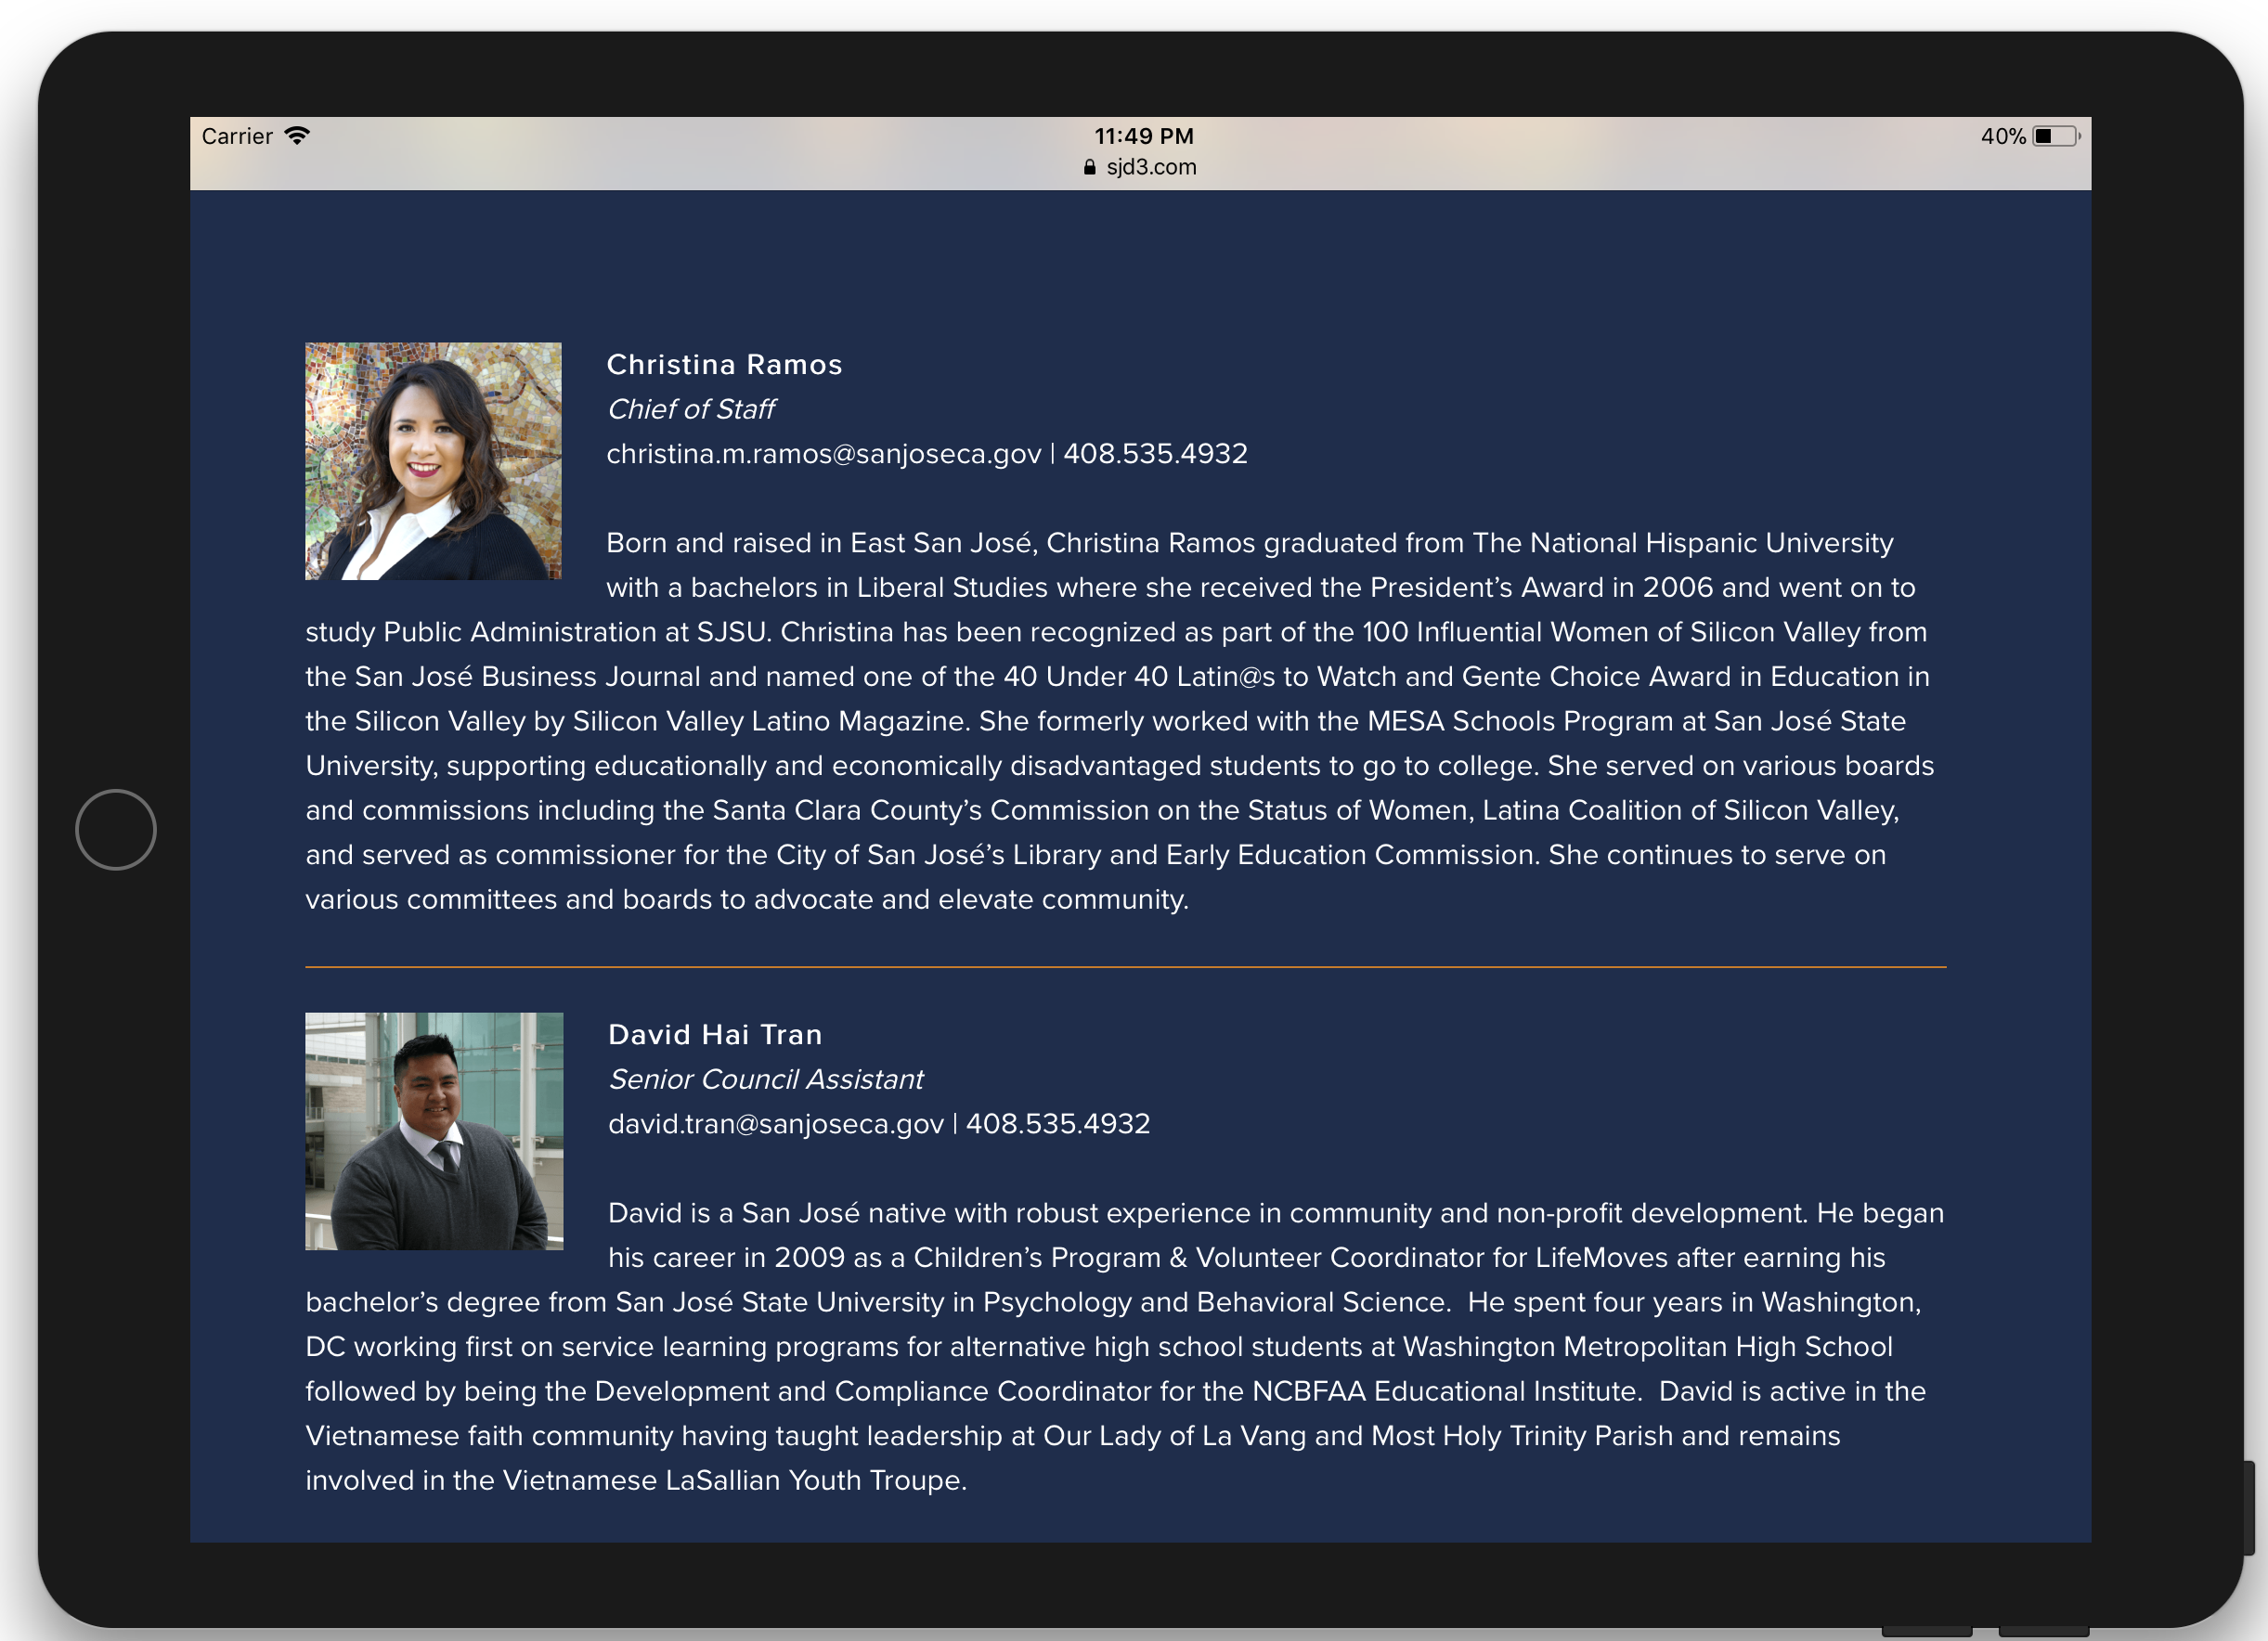 Carrier 11:49 PM 40%
sjd3.com
Christina Ramos
Chief of Staff
christina.m.ramos@sanjoseca.gov | 408.535.4932
Born and raised in East San José, Christina Ramos graduated from The National Hispanic University
with a bachelors in Liberal Studies where she received the President’s Award in 2006 and went on to
study Public Administration at SJSU. Christina has been recognized as part of the 100 Influential Women of Silicon Valley from
the San José Business Journal and named one of the 40 Under 40 Latin@s to Watch and Gente Choice Award in Education in
the Silicon Valley by Silicon Valley Latino Magazine. She formerly worked with the MESA Schools Program at San José State
University, supporting educationally and economically disadvantaged students to go to college. She served on various boards
and commissions including the Santa Clara County’s Commission on the Status of Women, Latina Coalition of Silicon Valley,
and served as commissioner for the City of San José’s Library and Early Education Commission. She continues to serve on
various committees and boards to advocate and elevate community.
David Hai Tran
Senior Council Assistant
david.tran@sanjoseca.gov | 408.535.4932
David is a San José native with robust experience in community and non-profit development. He began
his career in 2009 as a Children’s Program & Volunteer Coordinator for LifeMoves after earning his
bachelor’s degree from San José State University in Psychology and Behavioral Science.  He spent four years in Washington,
DC working first on service learning programs for alternative high school students at Washington Metropolitan High School
followed by being the Development and Compliance Coordinator for the NCBFAA Educational Institute.  David is active in the
Vietnamese faith community having taught leadership at Our Lady of La Vang and Most Holy Trinity Parish and remains
involved in the Vietnamese LaSallian Youth Troupe.